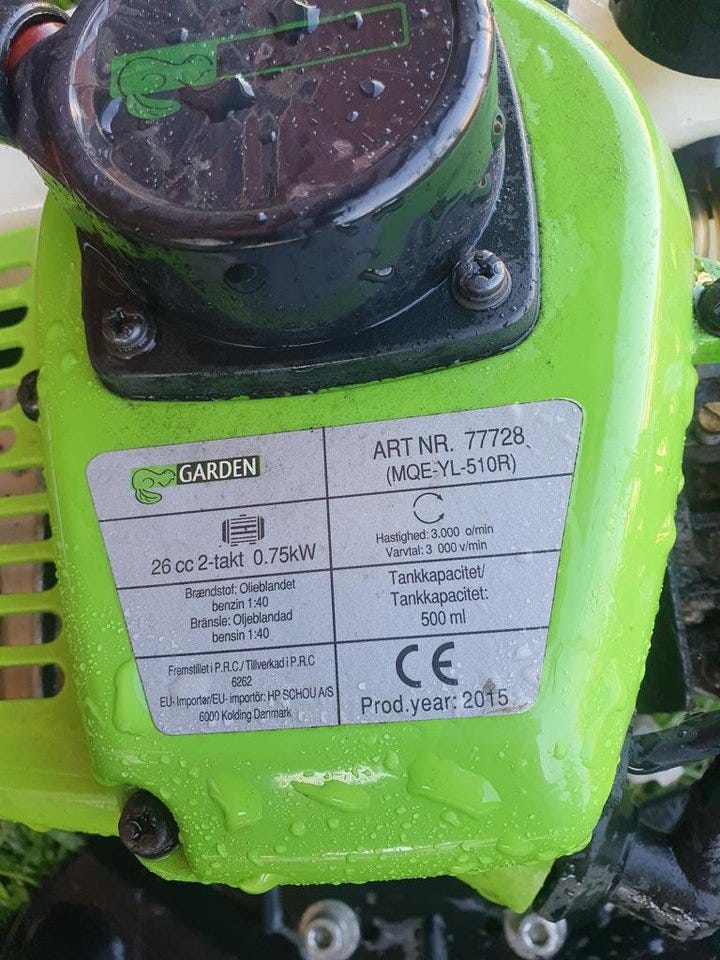 GARDEN
ART NR. 77728
(MQE-YL-510R)
26 cc 2-takt 0.75kW
Hastighed: 3.000 o/min
Varvtal: 3 000 v/min
Brændstof: Olieblandet
benzin 1:40
Bränsle: Oljeblandad
bensin 1:40
Tankkapacitet/
Tankkapacitet:
500 ml
Fremstillet i P.R.C./ Tillverkad i P.R.C
6262
EU- Importør/EU- importör: HP SCHOU A/S
6000 Kolding Danmark
CE
Prod.year: 2015